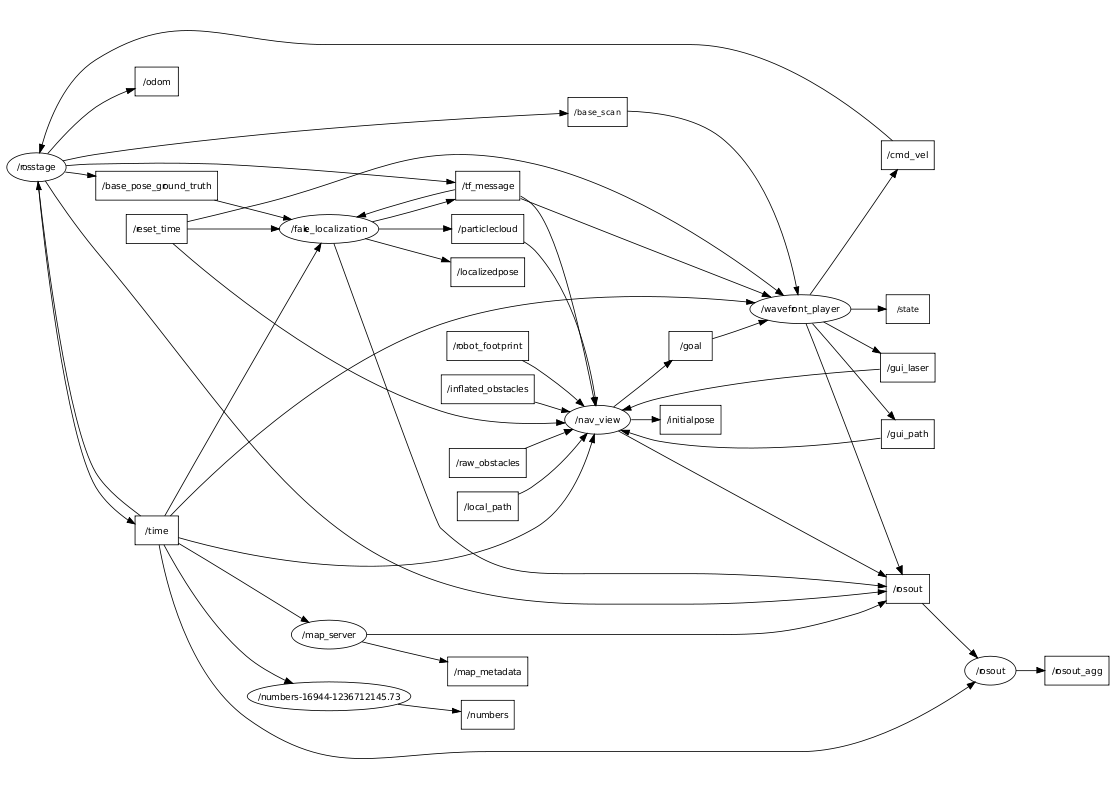 /odom
/base_scan
/cmd_vel
/rosstage
/base_pose_ground_truth
/tf_message
/reset_time
/fake_localization
/particlecloud
/localizedpose
/wavefront_player
/state
/robot_footprint
/goal
/gui_laser
/inflated_obstacles
/nav_view
/initialpose
/gui_path
/raw_obstacles
/local_path
/time
/rosout
/map_server
/map_metadata
/rosout
/rosout_agg
/numbers-16944-1236712145.73
/numbers